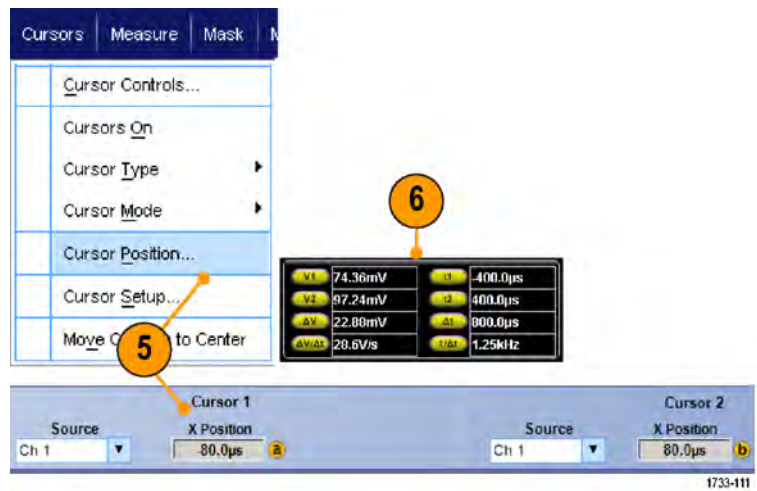 Cursors Measure Mask
Cursor Controls...
Cursors On
Cursor Type
Cursor Mode
Cursor Position...
Cursor Setup...
Move to Center
5
6
V1 74.36mV t1 -400.0µs
V2 97.24mV t2 400.0µs
ΔV 22.88mV Δt 800.0µs
ΔV/Δt 28.6V/s 1/Δt 1.25kHz
Cursor 1 Cursor 2
Source X Position Source X Position
Ch 1 -80.0µs a Ch 1 80.0µs b
1733-111